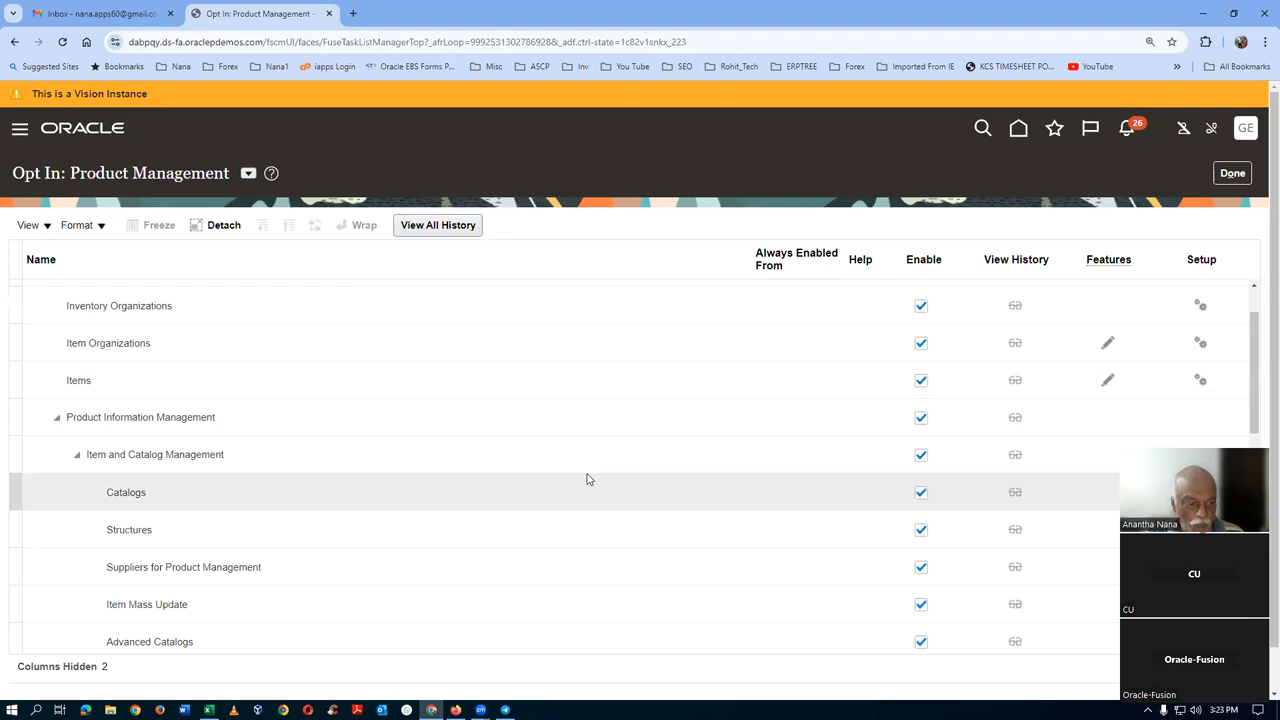 Inbox - nana.apps60@gmail.co
Opt In: Product Management -
dabpqy.ds-fa.oraclepdemos.com/fscmUI/faces/FuseTaskListManagerTop?_afrLoop=99925313027869288&_adf.ctrl-state=1c82v1snkx_223
Suggested Sites Bookmarks Nana Forex Nana1 iapps Login Oracle EBS Forms P... Misc ASCP Inv You Tube SEO Rohit_Tech ERPTREE Forex Imported From IE KCS TIMESHEET PO... YouTube All Bookmarks
This is a Vision Instance
ORACLE 26 GE
Opt In: Product Management Done
View Format Freeze Detach Wrap View All History
Name Always Enabled From Help Enable View History Features Setup
Inventory Organizations
Item Organizations
Items
Product Information Management
Item and Catalog Management
Catalogs
Structures
Suppliers for Product Management
Item Mass Update
Advanced Catalogs
Columns Hidden 2
Anantha Nana
CU
CU
Oracle-Fusion
Oracle-Fusion
3:23 PM